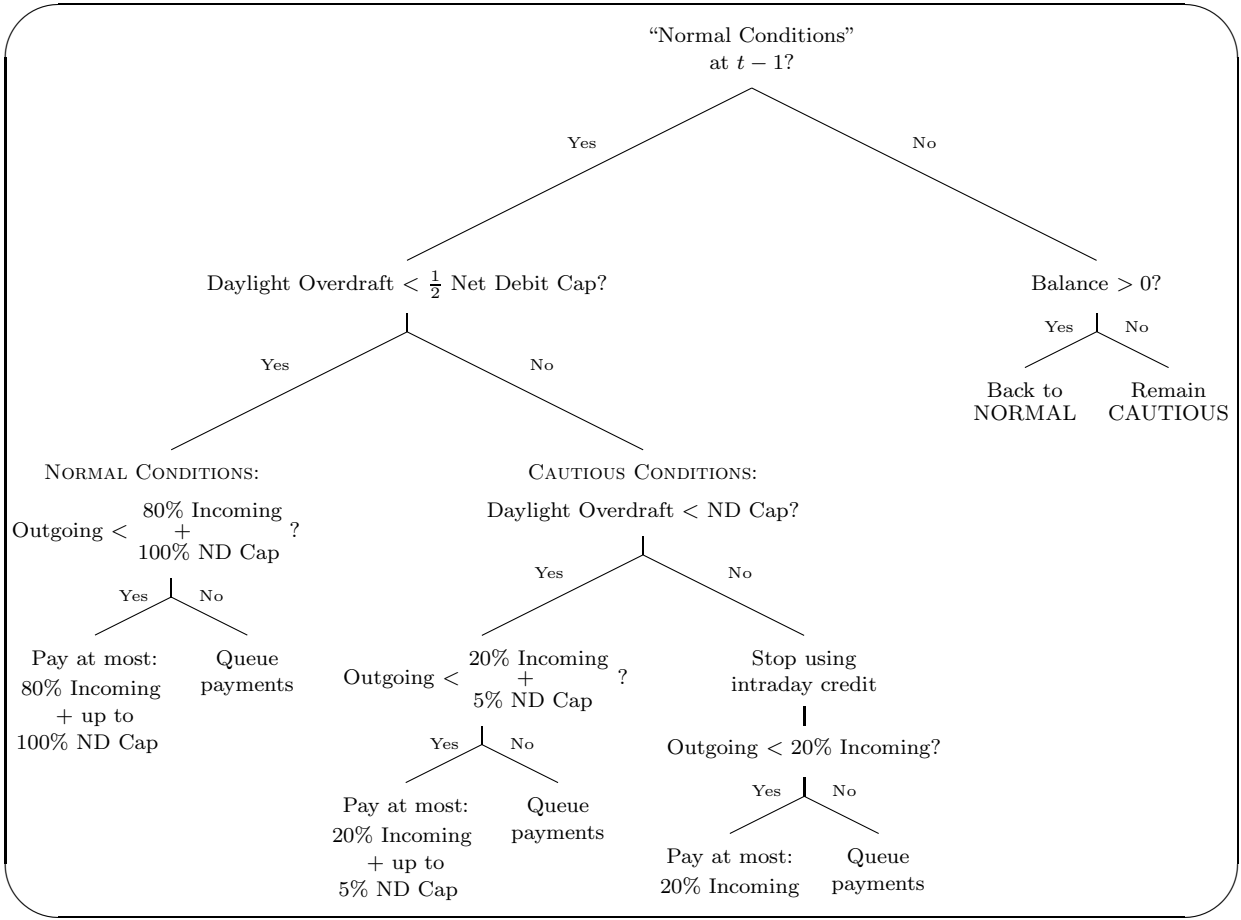 “Normal Conditions”
at t − 1?
Yes
No
Daylight Overdraft < 1/2 Net Debit Cap?
Balance > 0?
Yes
No
Yes
No
Back to
NORMAL
Remain
CAUTIOUS
NORMAL CONDITIONS:
Outgoing <
80% Incoming
+
100% ND Cap
?
Yes
No
Pay at most:
80% Incoming
+ up to
100% ND Cap
Queue
payments
CAUTIOUS CONDITIONS:
Daylight Overdraft < ND Cap?
Yes
No
Outgoing <
20% Incoming
+
5% ND Cap
?
Yes
No
Pay at most:
20% Incoming
+ up to
5% ND Cap
Queue
payments
Stop using
intraday credit
Outgoing < 20% Incoming?
Yes
No
Pay at most:
20% Incoming
Queue
payments